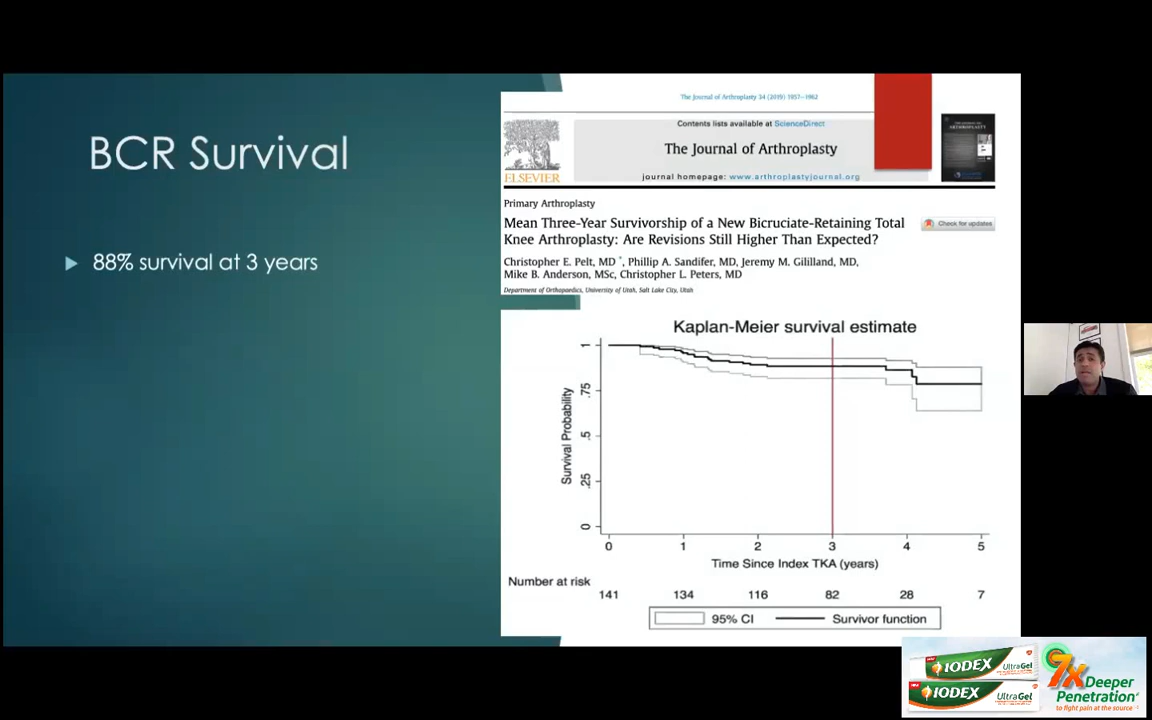 BCR Survival
88% survival at 3 years
The Journal of Arthroplasty 34 (2019) 1957–1962
Contents lists available at ScienceDirect
The Journal of Arthroplasty
journal homepage: www.arthroplastyjournal.org
ELSEVIER
Primary Arthroplasty
Mean Three-Year Survivorship of a New Bicruciate-Retaining Total
Knee Arthroplasty: Are Revisions Still Higher Than Expected?
Check for updates
Christopher E. Pelt, MD *, Phillip A. Sandifer, MD, Jeremy M. Gililland, MD,
Mike B. Anderson, MSc, Christopher L. Peters, MD
Department of Orthopaedics, University of Utah, Salt Lake City, Utah
Kaplan-Meier survival estimate
Survival Probability
1
.75
.5
.25
0
0 1 2 3 4 5
Time Since Index TKA (years)
Number at risk
141 134 116 82 28 7
95% CI Survivor function
IODEX UltraGel
IODEX UltraGel
7x Deeper
Penetration*
to fight pain at the source